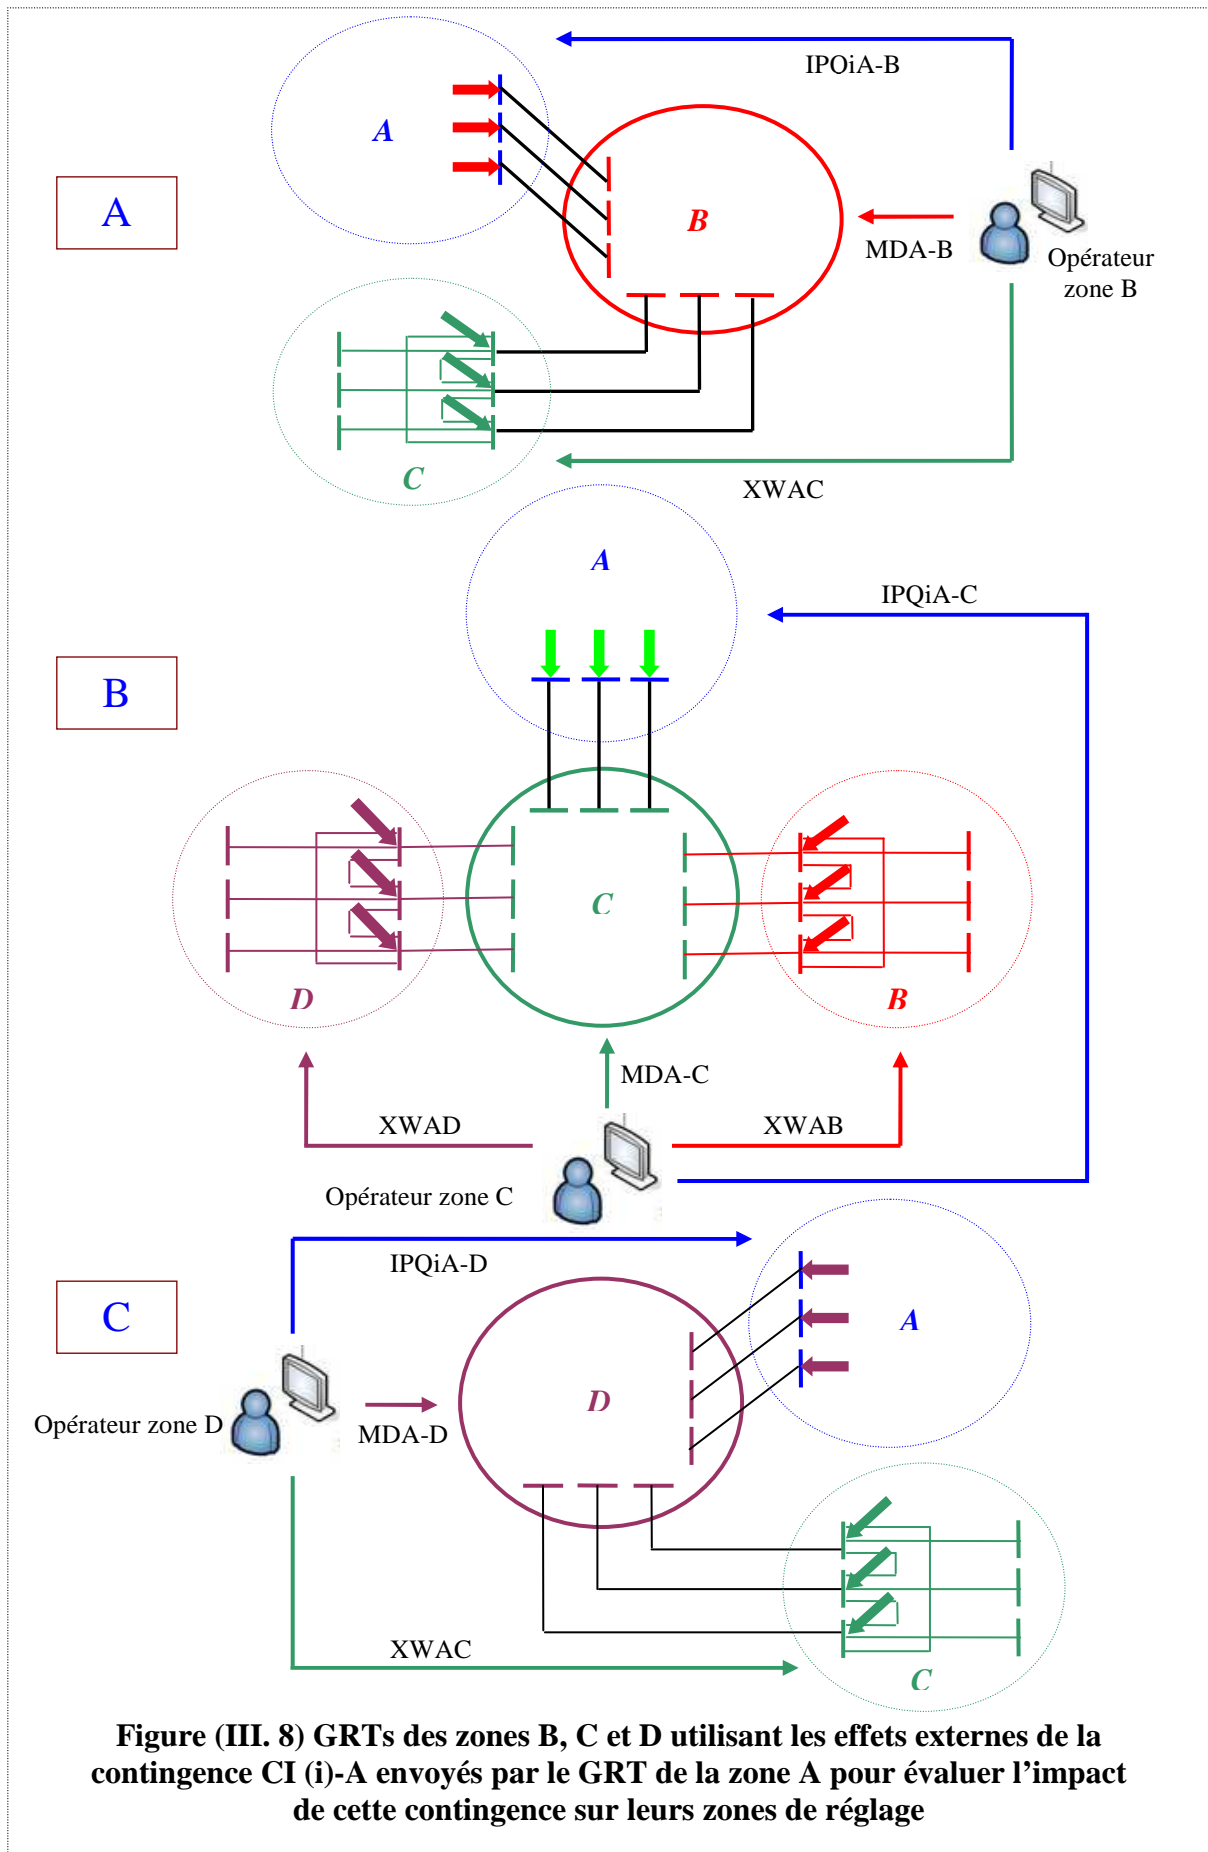 IPQiA-B
A
B
A
MDA-B
Opérateur
zone B
C
XWAC
A
IPQiA-C
B
D
C
B
MDA-C
XWAD
XWAB
Opérateur zone C
IPQiA-D
C
A
D
Opérateur zone D
MDA-D
XWAC
C
Figure (III. 8) GRTs des zones B, C et D utilisant les effets externes de la
contingence CI (i)-A envoyés par le GRT de la zone A pour évaluer l’impact
de cette contingence sur leurs zones de réglage